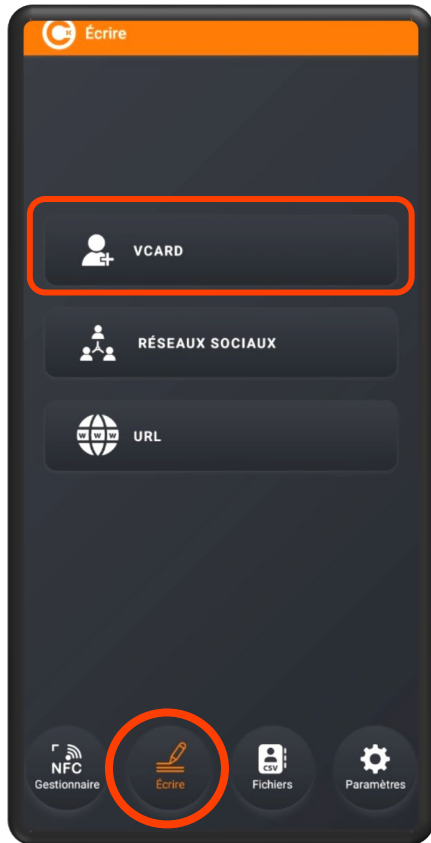 Écrire
VCARD
RÉSEAUX SOCIAUX
W W W
URL
NFC
CSV
Gestionnaire
Écrire
Fichiers
Paramètres